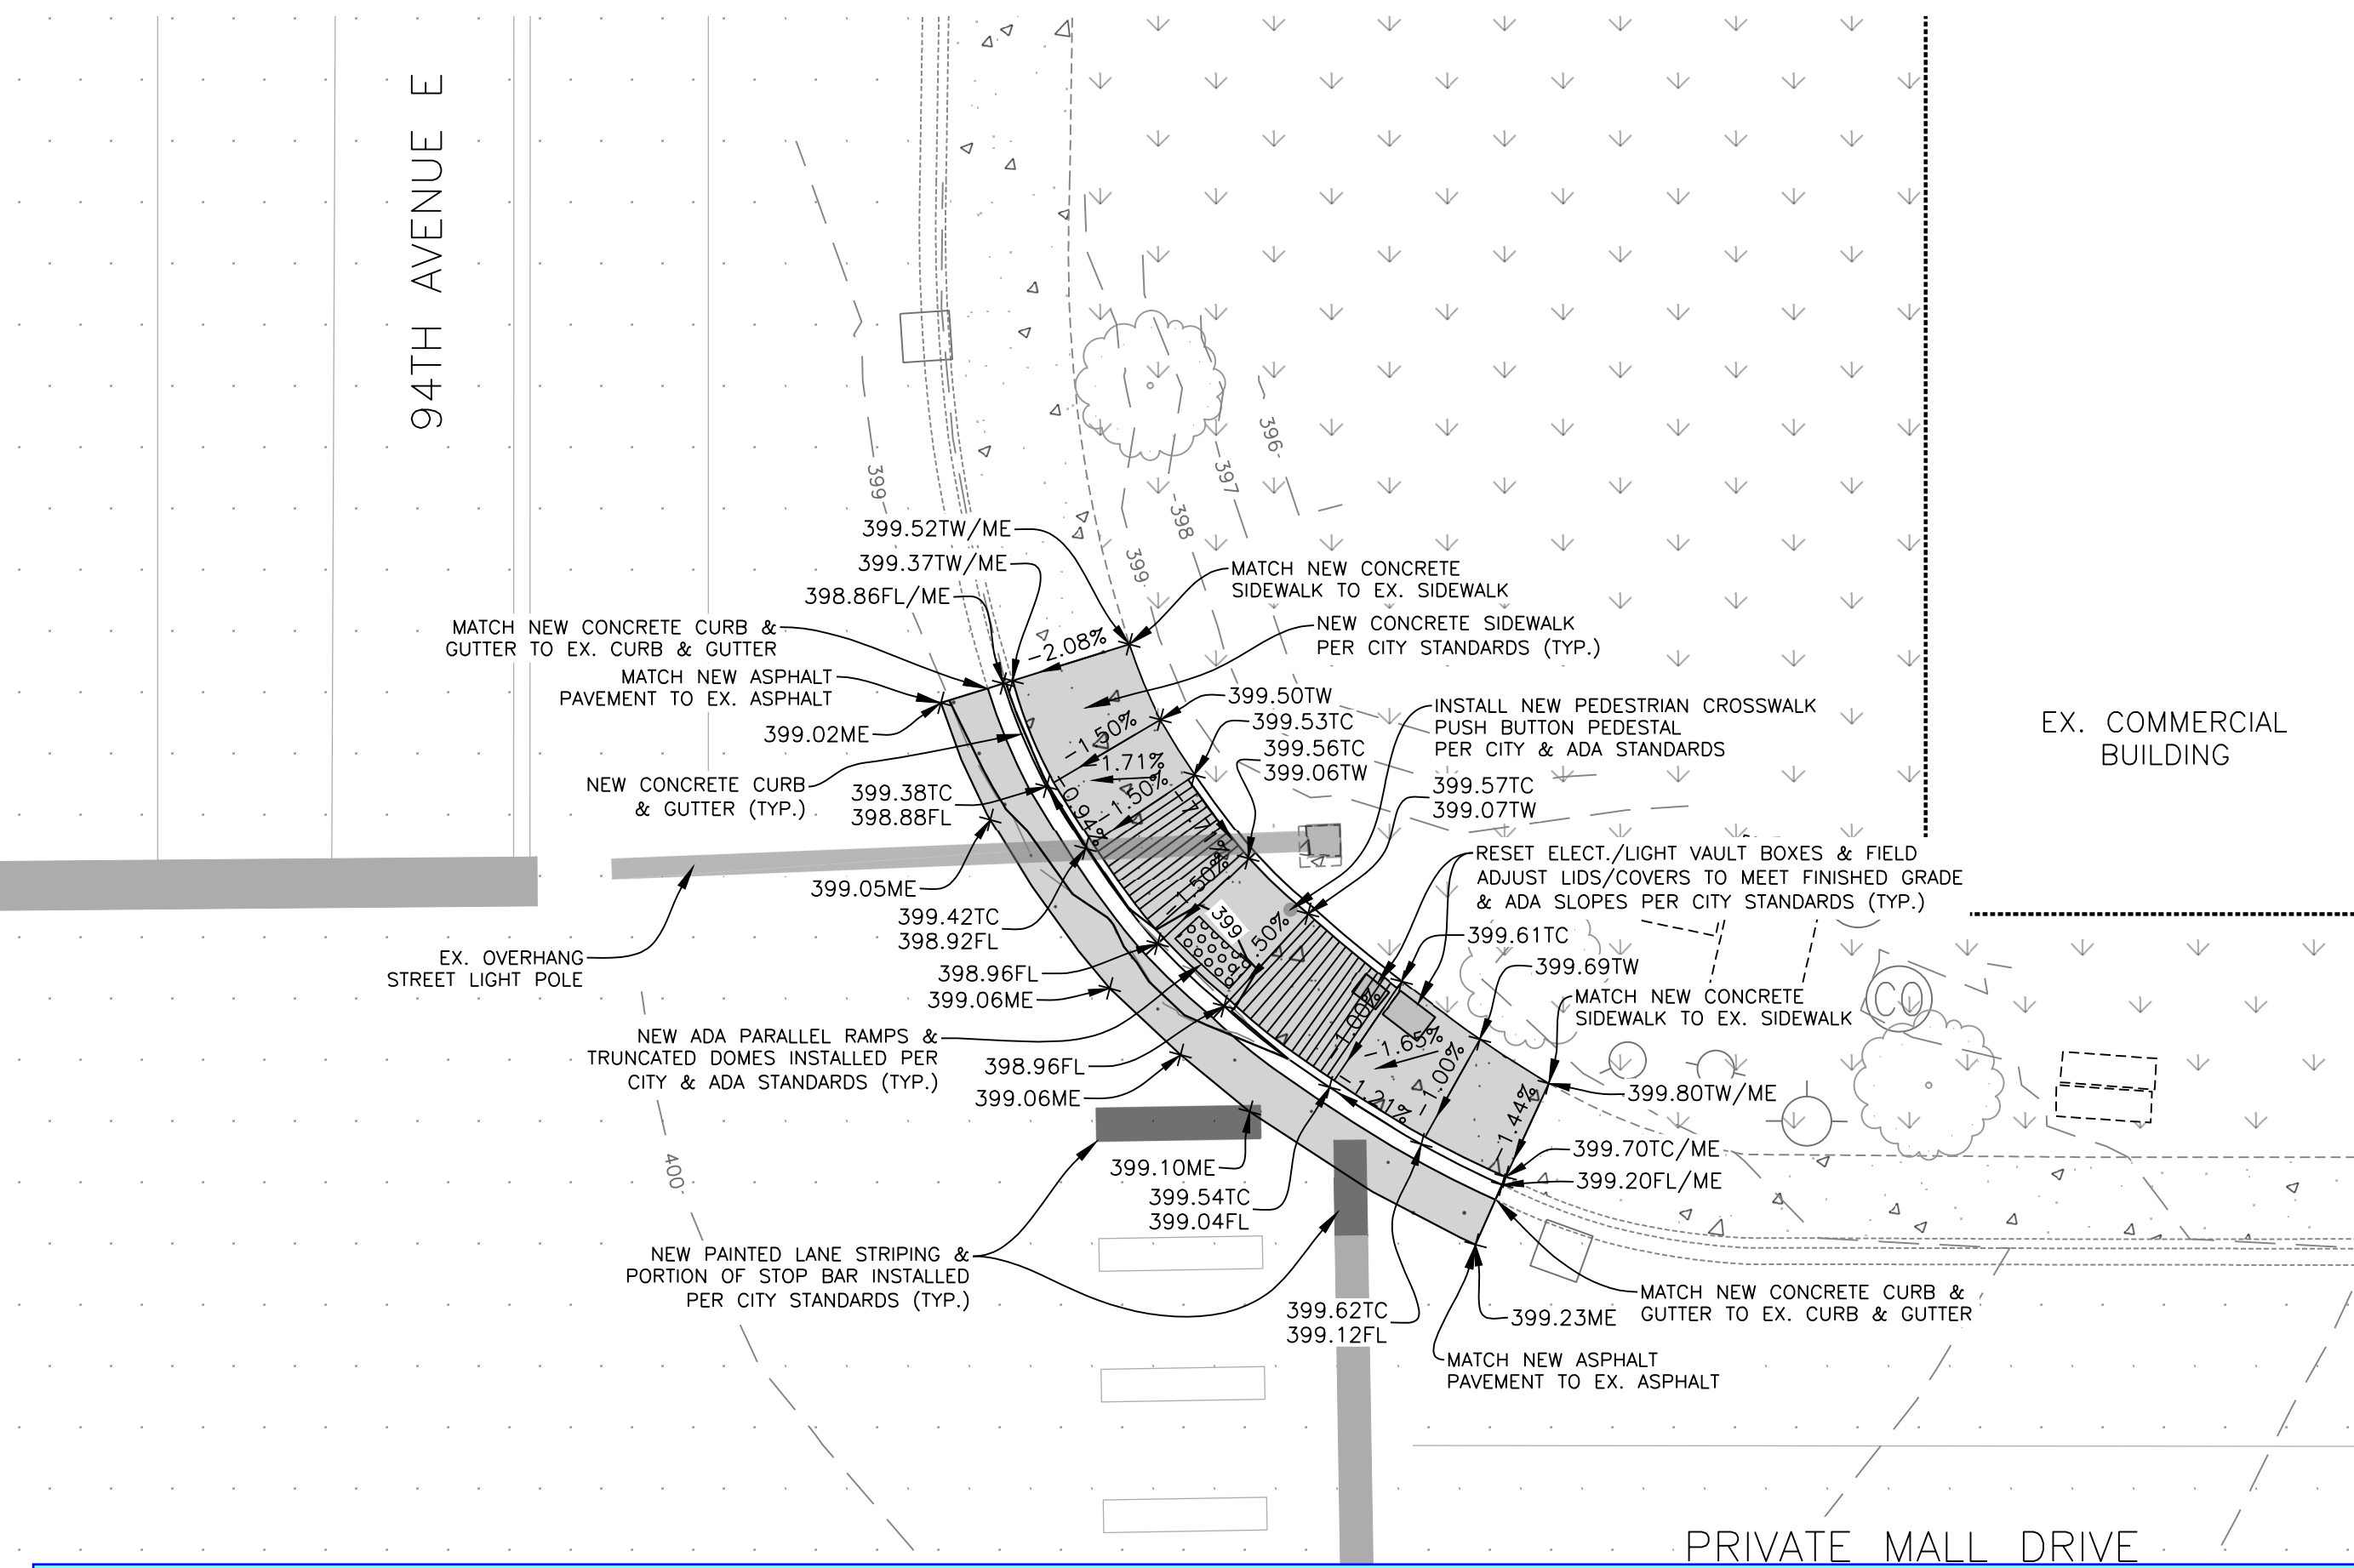 94TH AVENUE E
399
396
397
398
399
399.52TW/ME
399.37TW/ME
398.86FL/ME
MATCH NEW CONCRETE
SIDEWALK TO EX. SIDEWALK
NEW CONCRETE SIDEWALK
PER CITY STANDARDS (TYP.)
MATCH NEW CONCRETE CURB &
GUTTER TO EX. CURB & GUTTER
MATCH NEW ASPHALT
PAVEMENT TO EX. ASPHALT
399.02ME
-2.08%
399.50TW
399.53TC
399.56TC
399.06TW
INSTALL NEW PEDESTRIAN CROSSWALK
PUSH BUTTON PEDESTAL
PER CITY & ADA STANDARDS
399.57TC
399.07TW
EX. COMMERCIAL
BUILDING
NEW CONCRETE CURB
& GUTTER (TYP.)
399.38TC
398.88FL
-1.50%
-1.71%
-1.50%
0.94%
-1.50%
399
399.05ME
399.42TC
398.92FL
RESET ELECT./LIGHT VAULT BOXES & FIELD
ADJUST LIDS/COVERS TO MEET FINISHED GRADE
& ADA SLOPES PER CITY STANDARDS (TYP.)
EX. OVERHANG
STREET LIGHT POLE
398.96FL
399.06ME
399.61TC
399.69TW
MATCH NEW CONCRETE
SIDEWALK TO EX. SIDEWALK
CO
NEW ADA PARALLEL RAMPS &
TRUNCATED DOMES INSTALLED PER
CITY & ADA STANDARDS (TYP.)
398.96FL
399.06ME
1.00%
-1.65%
-1.00%
-1.21%
-1.44%
399.80TW/ME
399.70TC/ME
399.20FL/ME
399.10ME
399.54TC
399.04FL
400
NEW PAINTED LANE STRIPING &
PORTION OF STOP BAR INSTALLED
PER CITY STANDARDS (TYP.)
399.62TC
399.12FL
399.23ME
MATCH NEW CONCRETE CURB &
GUTTER TO EX. CURB & GUTTER
MATCH NEW ASPHALT
PAVEMENT TO EX. ASPHALT
PRIVATE MALL DRIVE